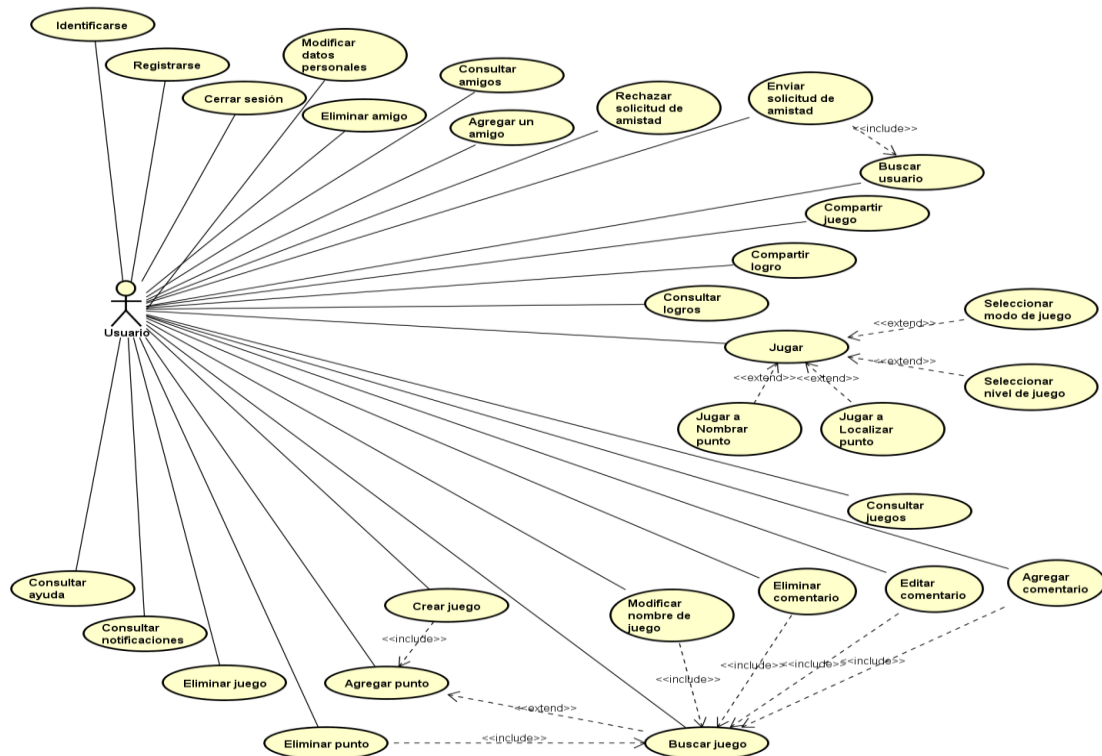 Identificarse
Registrarse
Cerrar sesión
Modificar
datos
personales
Eliminar amigo
Consultar
amigos
Agregar un
amigo
Rechazar
solicitud de
amistad
Enviar
solicitud de
amistad
<<include>>
Buscar
usuario
Compartir
juego
Compartir
logro
Consultar
logros
Usuario
Jugar
<<extend>>
Seleccionar
modo de juego
<<extend>>
Seleccionar
nivel de juego
<<extend>>
<<extend>>
Jugar a
Nombrar
punto
Jugar a
Localizar
punto
Consultar
juegos
Consultar
ayuda
Consultar
notificaciones
Eliminar juego
Eliminar punto
Crear juego
<<include>>
Agregar punto
<<extend>>
<<include>>
Buscar juego
Modificar
nombre de
juego
Eliminar
comentario
Editar
comentario
Agregar
comentario
<<include>>
<<include>>
<<include>>
<<include>>